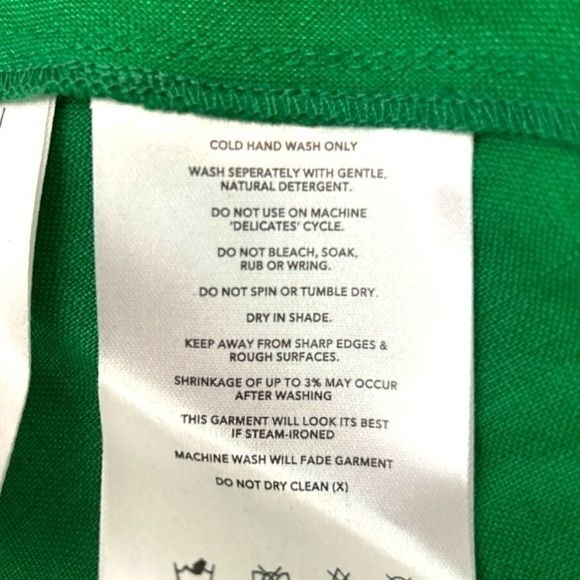 COLD HAND WASH ONLY
WASH SEPERATELY WITH GENTLE,
NATURAL DETERGENT.
DO NOT USE ON MACHINE
'DELICATES' CYCLE.
DO NOT BLEACH, SOAK,
RUB OR WRING.
DO NOT SPIN OR TUMBLE DRY.
DRY IN SHADE.
KEEP AWAY FROM SHARP EDGES &
ROUGH SURFACES.
SHRINKAGE OF UP TO 3% MAY OCCUR
AFTER WASHING
THIS GARMENT WILL LOOK ITS BEST
IF STEAM-IRONED
MACHINE WASH WILL FADE GARMENT
DO NOT DRY CLEAN (X)